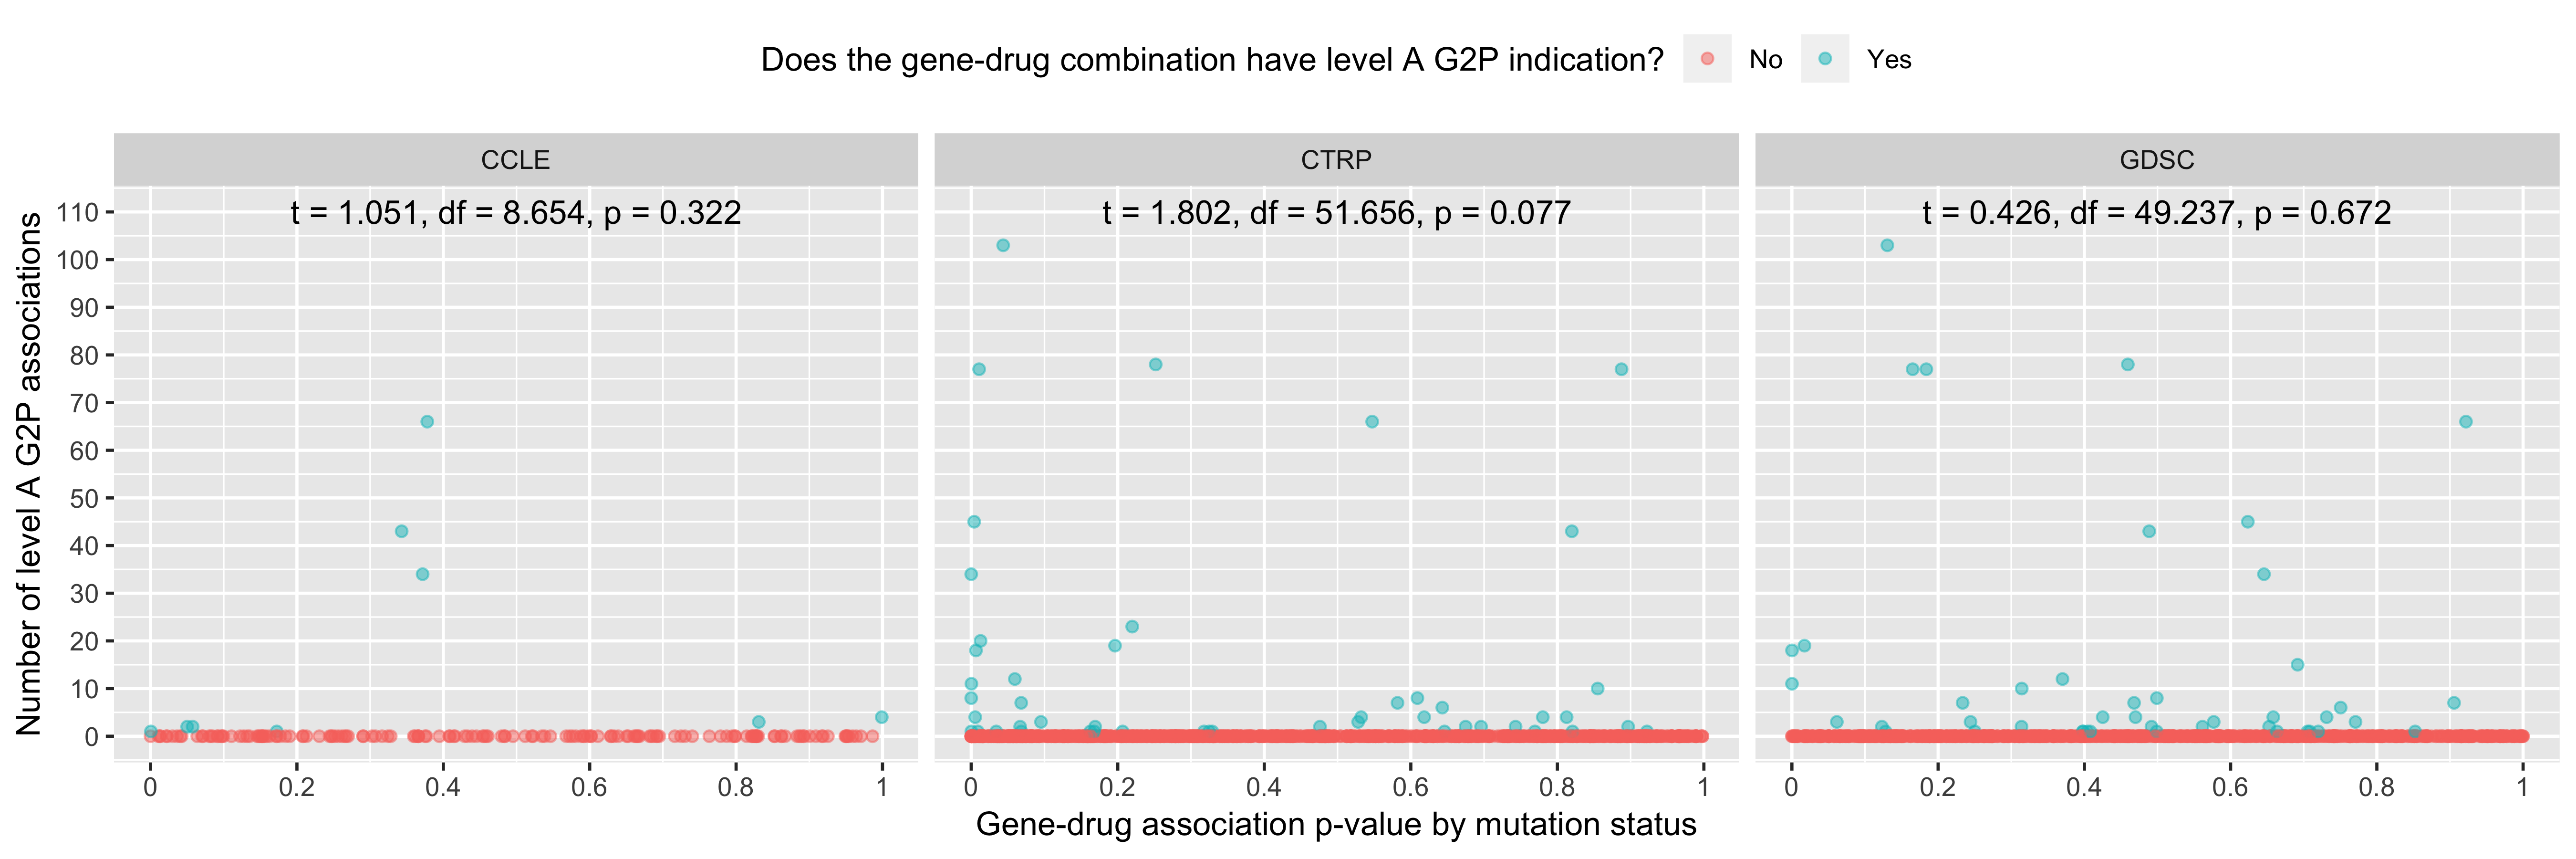 Does the gene-drug combination have level A G2P indication? No Yes
CCLE CTRP GDSC
t = 1.051, df = 8.654, p = 0.322
t = 1.802, df = 51.656, p = 0.077
t = 0.426, df = 49.237, p = 0.672
Number of level A G2P associations
110
100
90
80
70
60
50
40
30
20
10
0
0 0.2 0.4 0.6 0.8 1
0 0.2 0.4 0.6 0.8 1
0 0.2 0.4 0.6 0.8 1
Gene-drug association p-value by mutation status